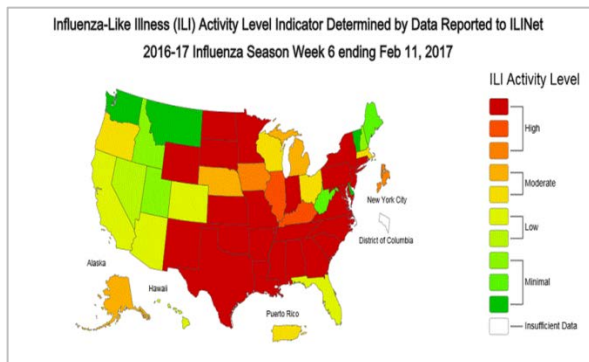 Influenza-Like Illness (ILI) Activity Level Indicator Determined by Data Reported to ILINet
2016-17 Influenza Season Week 6 ending Feb 11, 2017
ILI Activity Level
High
Moderate
New York City
Low
District of Columbia
Alaska
Hawaii
Minimal
Puerto Rico
Insufficient Data